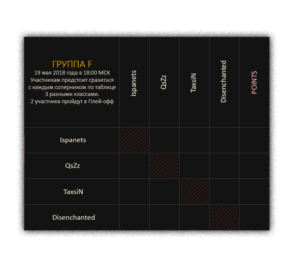 ГРУППА F
19 мая 2018 года в 18:00 МСК
Участникам предстоит сразиться
с каждым соперником по таблице
3 разными классами.
2 участника пройдут в Плей-офф
Ispanets
QsZz
TaxsiN
Disenchanted
POINTS
Ispanets
QsZz
TaxsiN
Disenchanted